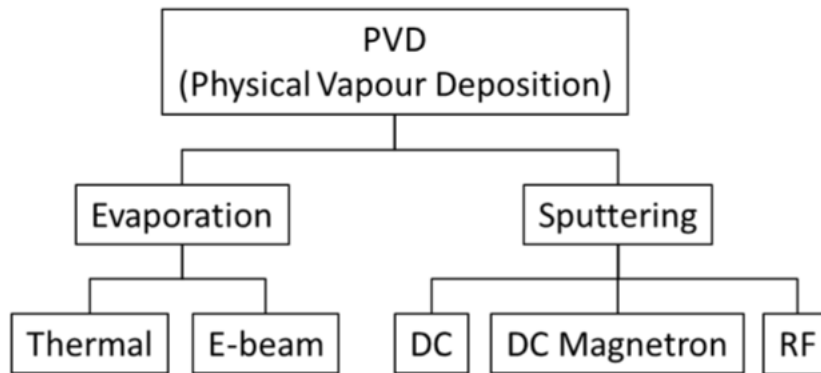 PVD
(Physical Vapour Deposition)
Evaporation
Sputtering
Thermal
E-beam
DC
DC Magnetron
RF